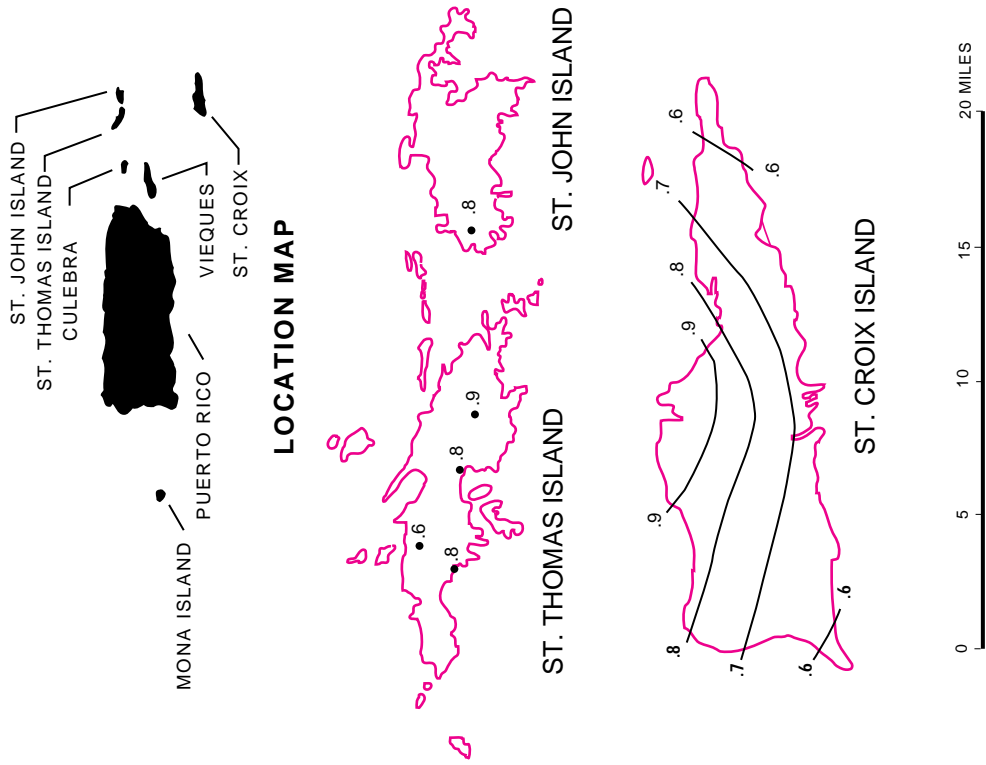 ST. JOHN ISLAND
ST. THOMAS ISLAND
CULEBRA
VIEQUES
ST. CROIX
PUERTO RICO
MONA ISLAND
LOCATION MAP
.6
.8
.8
.9
ST. THOMAS ISLAND
.8
ST. JOHN ISLAND
.9
.9
.8
.8
.7
.7
.6
.6
.6
.6
ST. CROIX ISLAND
0 5 10 15 20 MILES